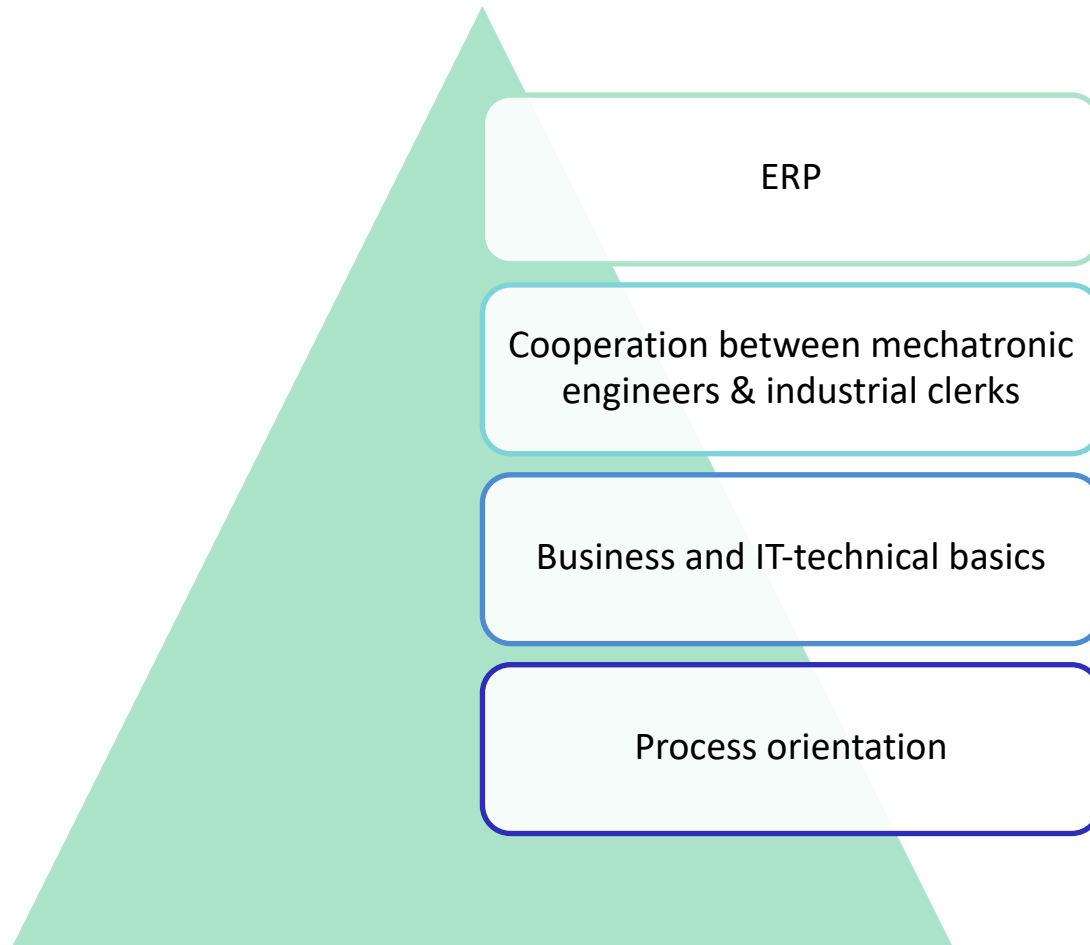 ERP
Cooperation between mechatronic
engineers & industrial clerks
Business and IT-technical basics
Process orientation